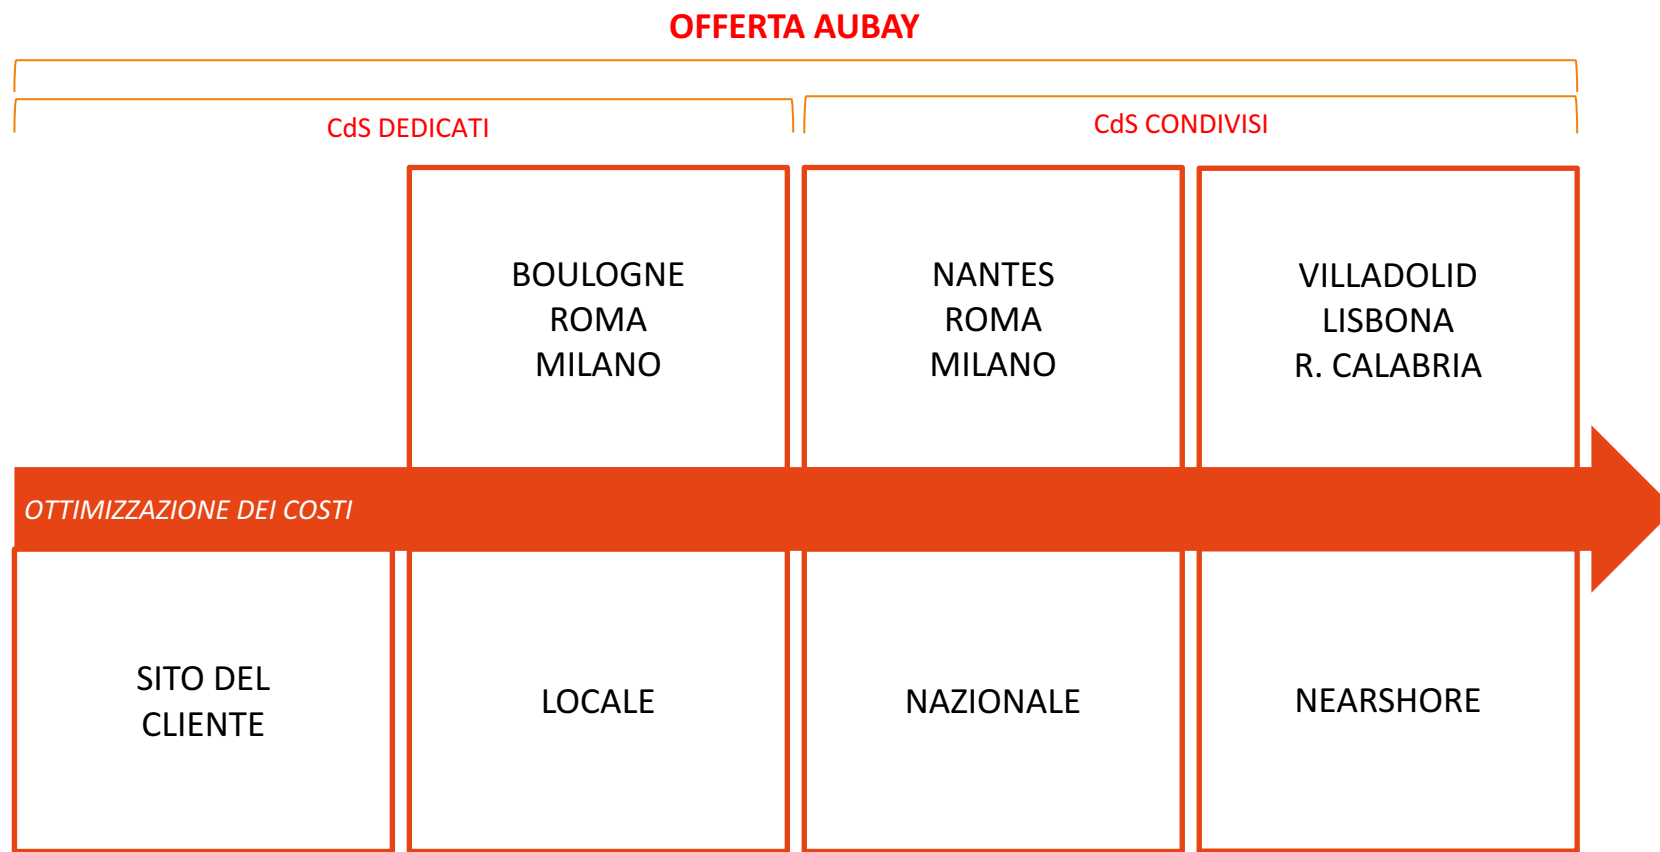 OFFERTA AUBAY
CdS DEDICATI
CdS CONDIVISI
BOULOGNE
ROMA
MILANO
NANTES
ROMA
MILANO
VILLADOLID
LISBONA
R. CALABRIA
OTTIMIZZAZIONE DEI COSTI
SITO DEL
CLIENTE
LOCALE
NAZIONALE
NEARSHORE